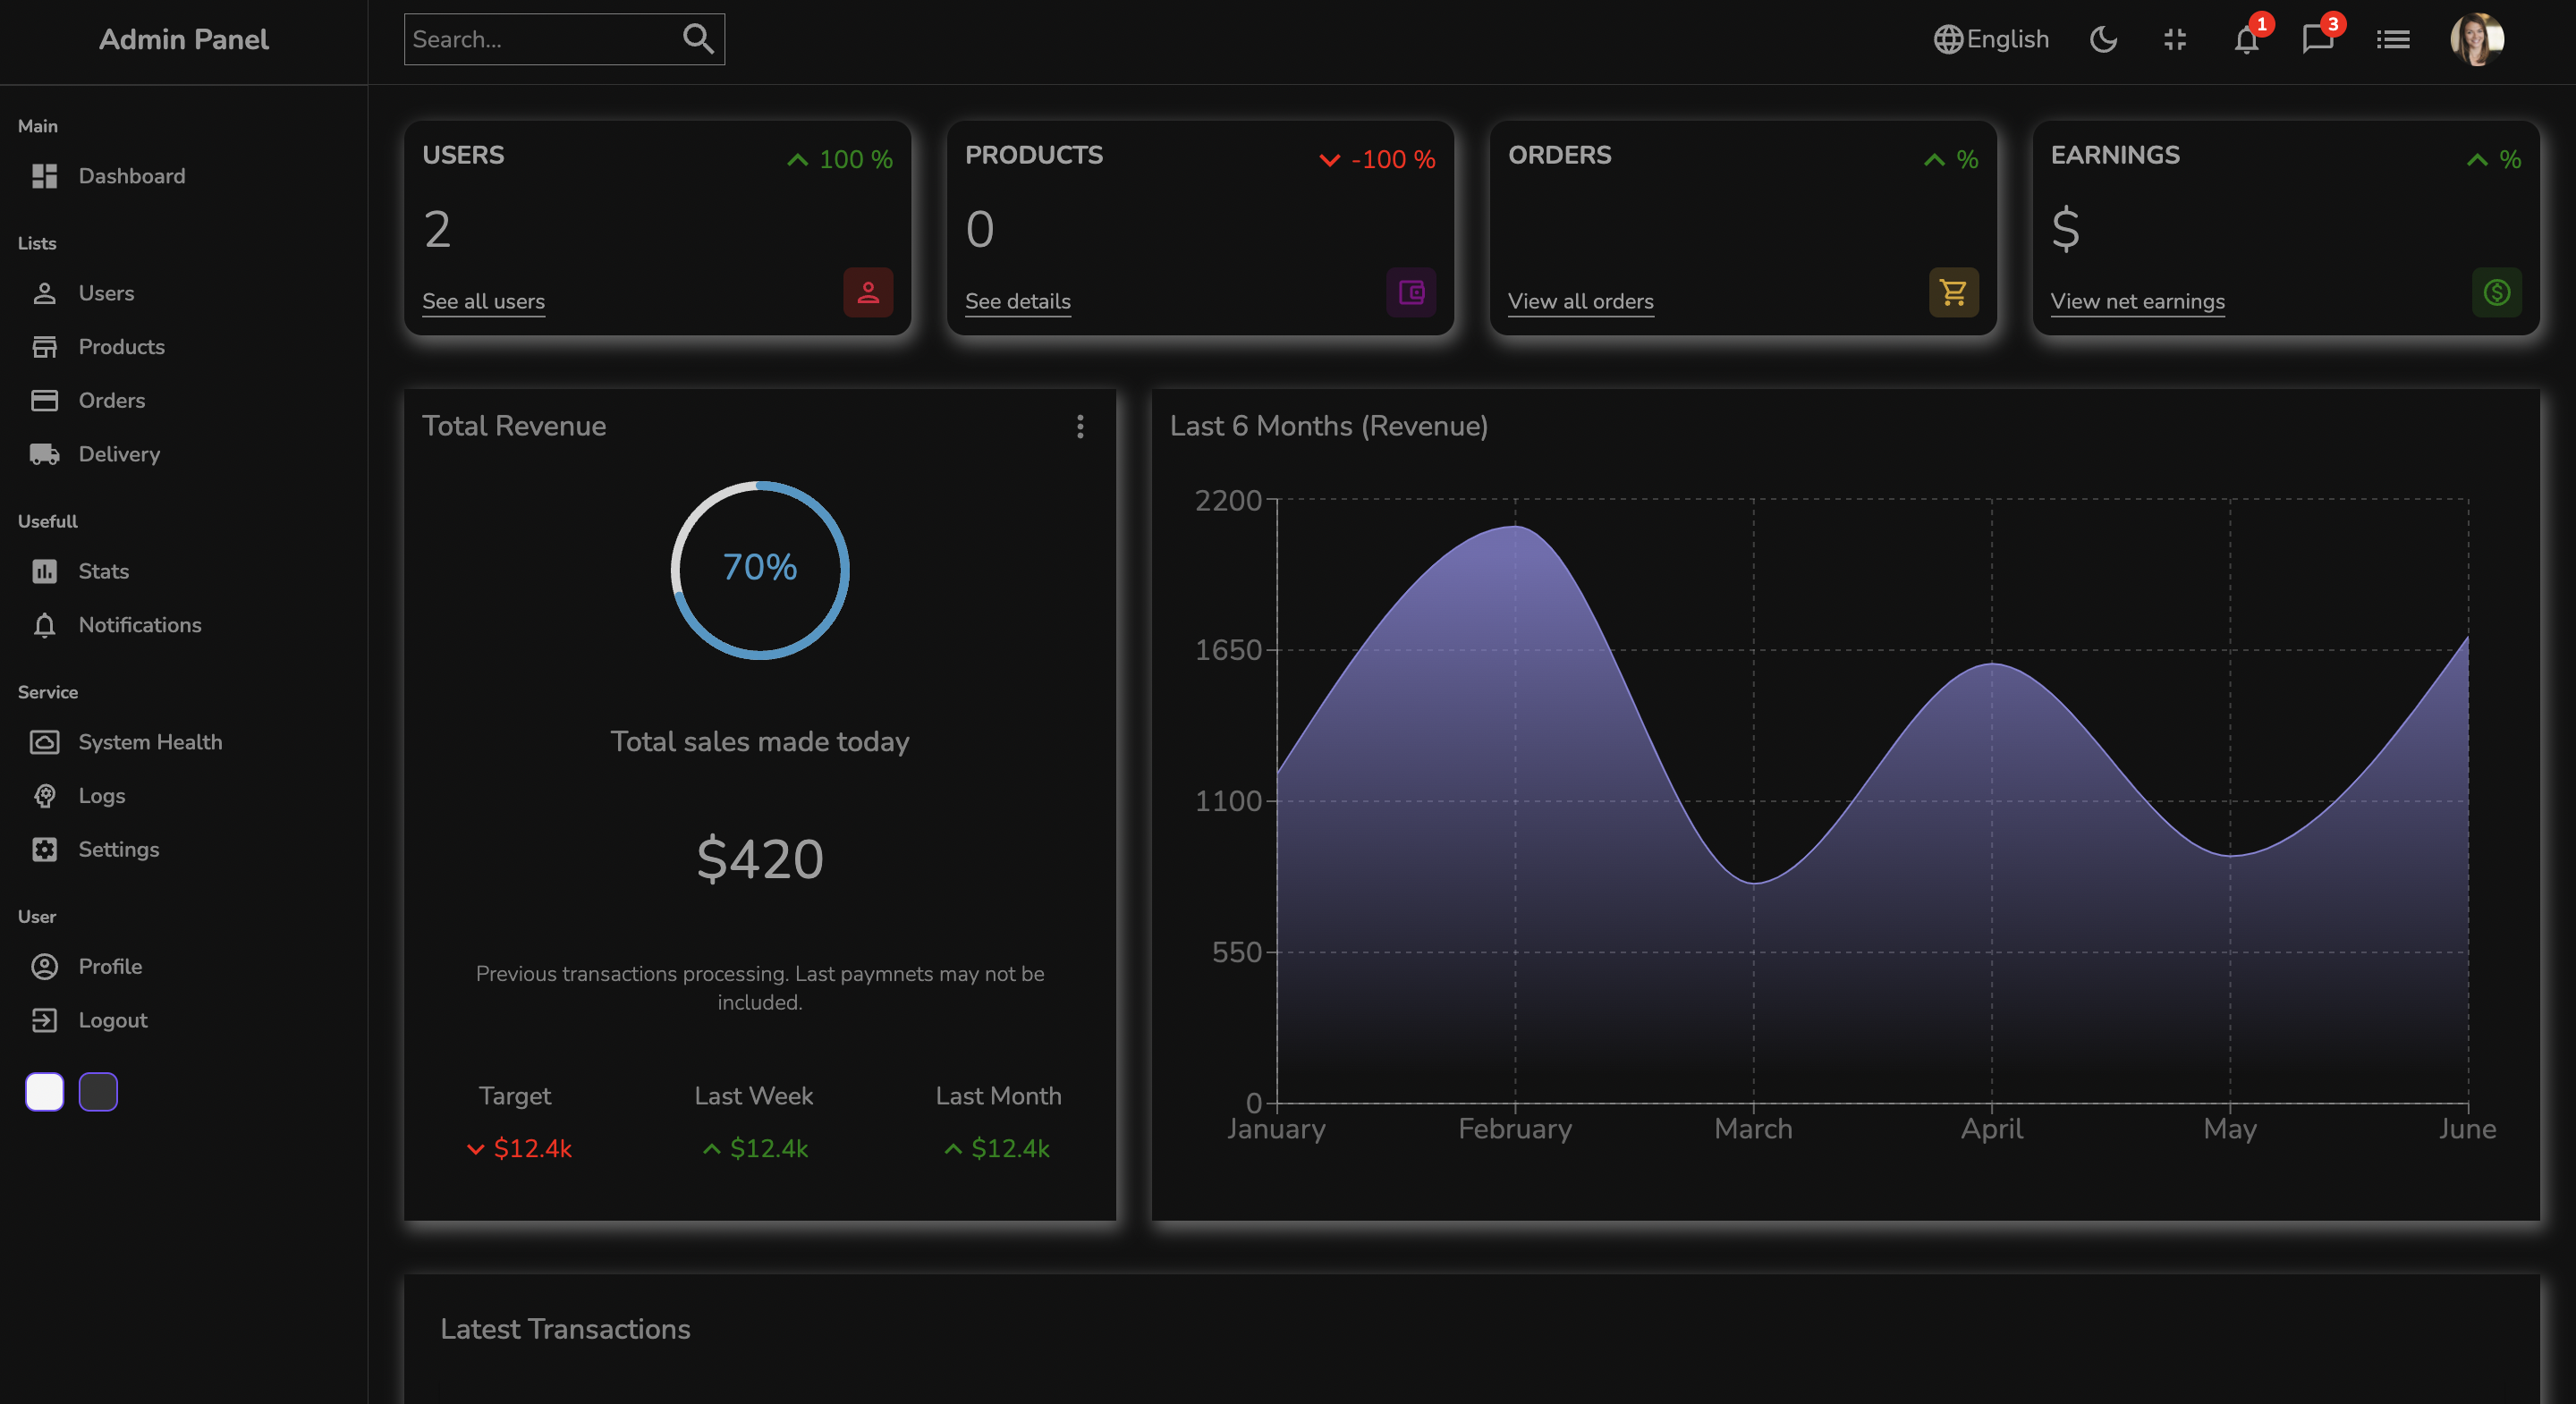 Admin Panel
Search...
English
1
3
Main
Dashboard
Lists
Users
Products
Orders
Delivery
Usefull
Stats
Notifications
Service
System Health
Logs
Settings
User
Profile
Logout
USERS
100 %
2
See all users
PRODUCTS
-100 %
0
See details
ORDERS
%
View all orders
EARNINGS
%
$
View net earnings
Total Revenue
70%
Total sales made today
$420
Previous transactions processing. Last paymnets may not be
included.
Target
Last Week
Last Month
$12.4k
$12.4k
$12.4k
Last 6 Months (Revenue)
2200
1650
1100
550
0
January
February
March
April
May
June
Latest Transactions